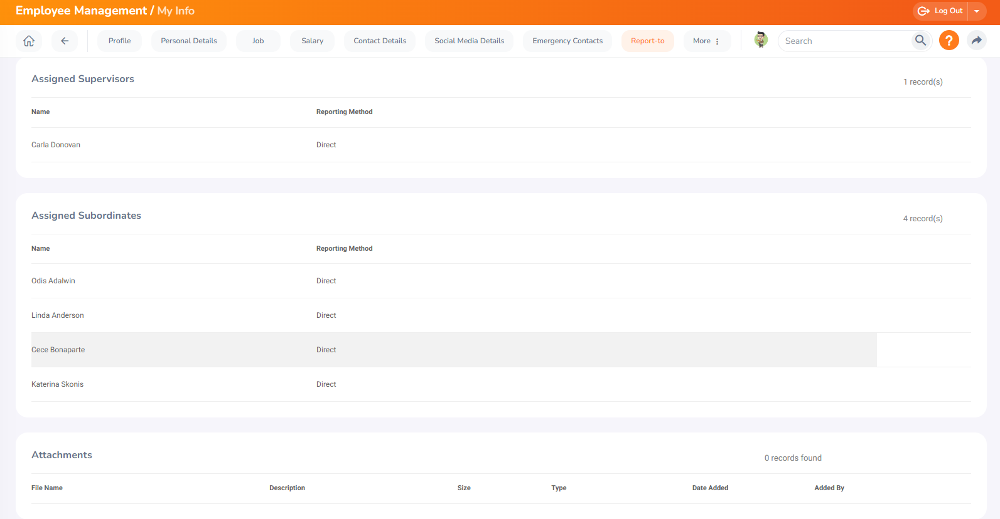 Employee Management / My Info
Log Out
Profile Personal Details Job Salary Contact Details Social Media Details Emergency Contacts Report-to More Search ?
Assigned Supervisors 1 record(s)
Name Reporting Method
Carla Donovan Direct
Assigned Subordinates 4 record(s)
Name Reporting Method
Odis Adalwin Direct
Linda Anderson Direct
Cece Bonaparte Direct
Katerina Skonis Direct
Attachments 0 records found
File Name Description Size Type Date Added Added By